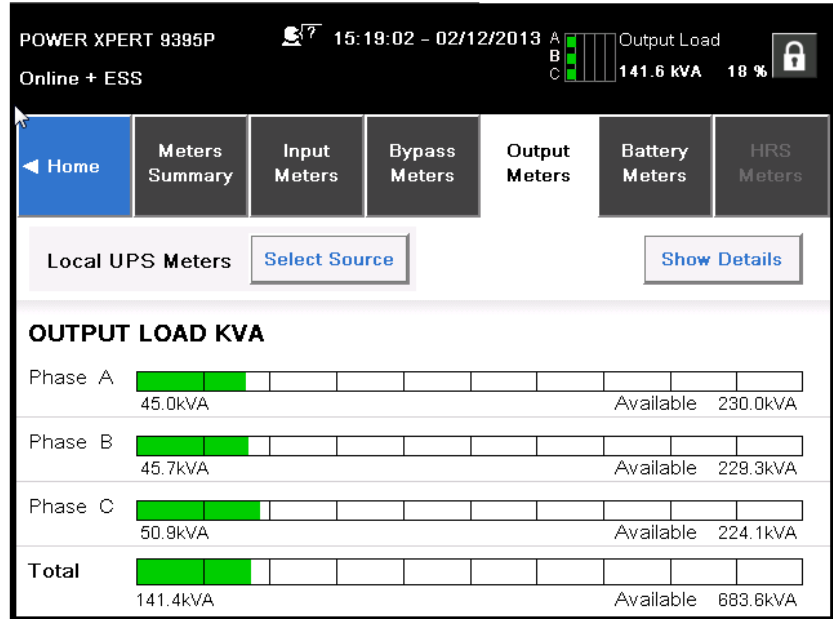 POWER XPERT 9395P
? 15:19:02 - 02/12/2013
A
B
C
Output Load
141.6 kVA 18 %
Online + ESS
Home
Meters Summary
Input Meters
Bypass Meters
Output Meters
Battery Meters
HRS Meters
Local UPS Meters
Select Source
Show Details
OUTPUT LOAD KVA
Phase A
45.0kVA Available 230.0kVA
Phase B
45.7kVA Available 229.3kVA
Phase C
50.9kVA Available 224.1kVA
Total
141.4kVA Available 683.6kVA